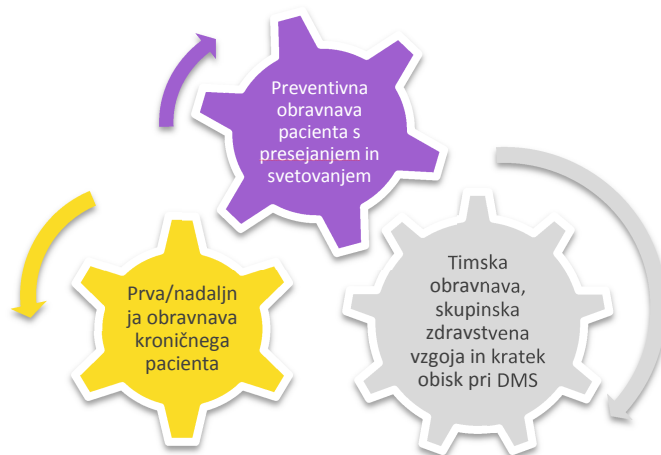 Preventivna
obravnava
pacienta s
presejanjem in
svetovanjem
Prva/nadaljn
ja obravnava
kroničnega
pacienta
Timska
obravnava,
skupinska
zdravstvena
vzgoja in kratek
obisk pri DMS